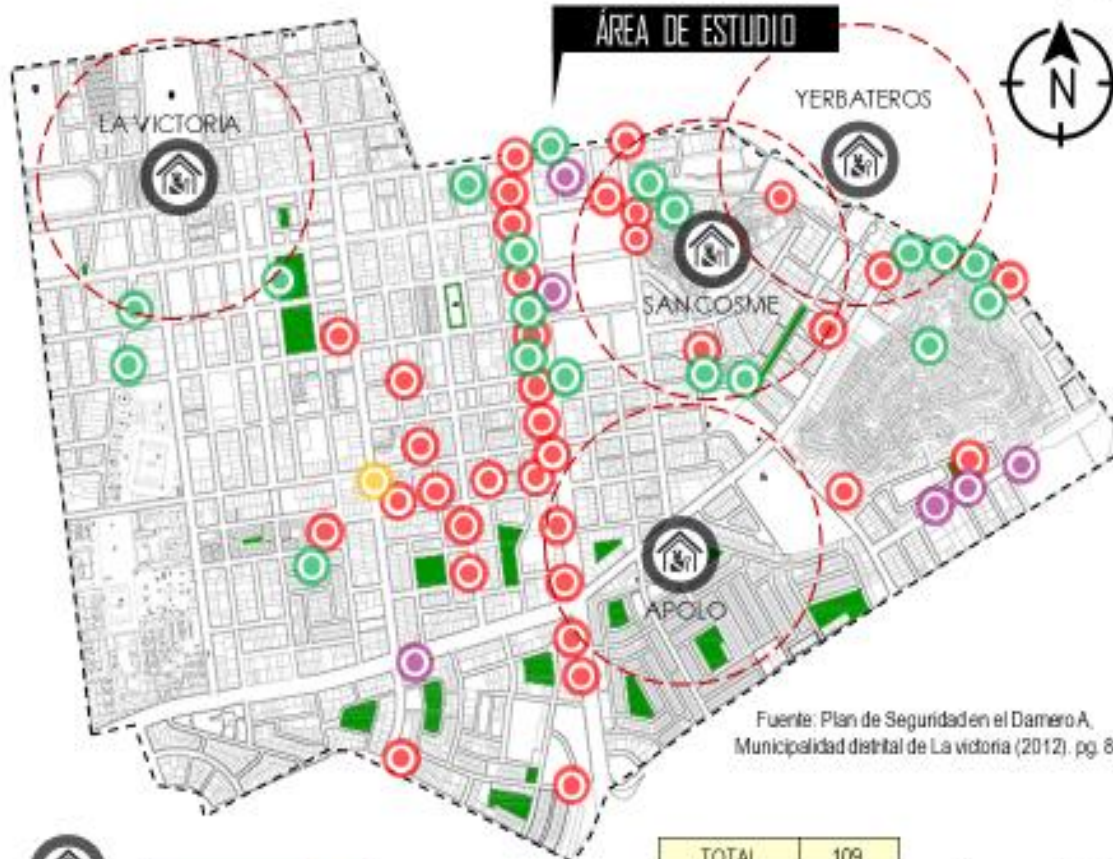 ÁREA DE ESTUDIO
N
YERBATEROS
LA VICTORIA
SAN COSME
APOLO
Fuente: Plan de Seguridad en el Damero A,
Municipalidad distrital de La victoria (2012). pg. 8
TOTAL 109